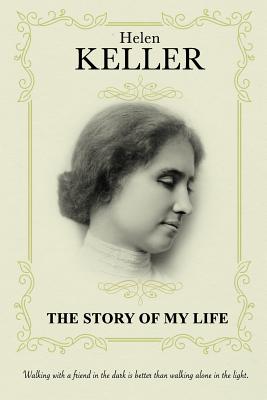 Helen
KELLER
THE STORY OF MY LIFE
Walking with a friend in the dark is better than walking alone in the light.